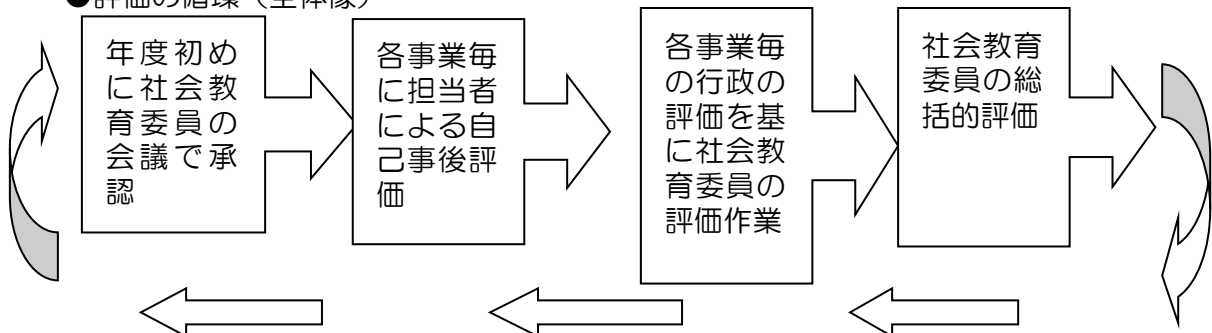 ●評価の循環（全体像）
年度初め
に社会教
育委員の
会議で承
認
各事業毎
に担当者
による自
己事後評
価
各事業毎
の行政の
評価を基
に社会教
育委員の
評価作業
社会教育
委員の総
括的評価